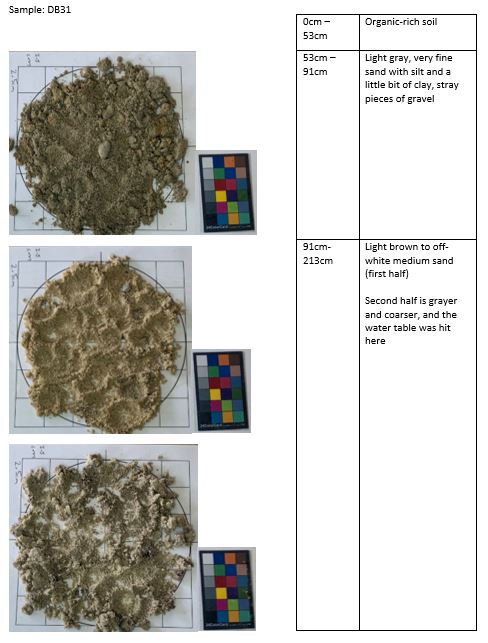 Sample: DB31
0cm –
53cm
Organic-rich soil
53cm –
91cm
Light gray, very fine
sand with silt and a
little bit of clay, stray
pieces of gravel
91cm-
213cm
Light brown to off-
white medium sand
(first half)
Second half is grayer
and coarser, and the
water table was hit
here